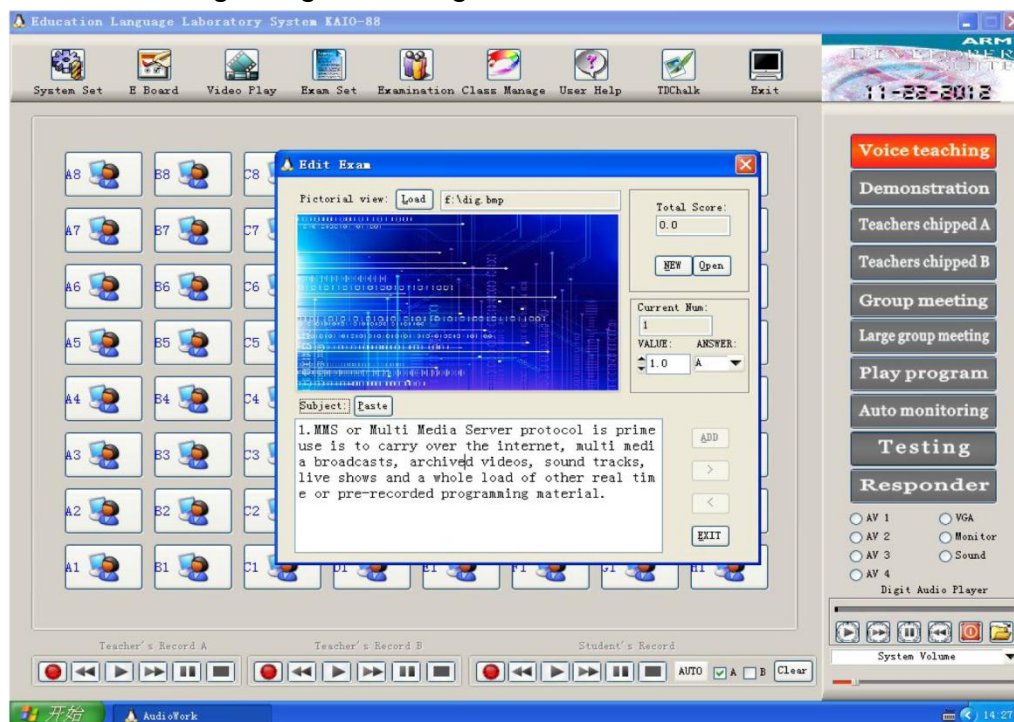 Education Language Laboratory System KAIO-88
System Set E Board Video Play Exam Set Examination Class Manage User Help TDChalk Exit
ARM
DEVELOPER
SUITE
11-22-2012
A8 B8 C8
A7 B7 C7
A6 B6 C6
A5 B5 C5
A4 B4 C4
A3 B3 C3
A2 B2 C2
A1 B1 C1 D1 E1 F1 G1 H1
Edit Exam
Pictorial view: Load f:\dig.bmp
Total Score:
0.0
NEW Open
Current Num:
1
VALUE: ANSWER:
1.0 A
Subject: Paste
1.MMS or Multi Media Server protocol is prime
use is to carry over the internet, multi medi
a broadcasts, archived videos, sound tracks,
live shows and a whole load of other real tim
e or pre-recorded programming material.
ADD
>
<
EXIT
Voice teaching
Demonstration
Teachers chipped A
Teachers chipped B
Group meeting
Large group meeting
Play program
Auto monitoring
Testing
Responder
AV 1 VGA
AV 2 Monitor
AV 3 Sound
AV 4
Digit Audio Player
System Volume
Teacher's Record A Teacher's Record B Student's Record
AUTO A B Clear
开始 AudioWork 14:27